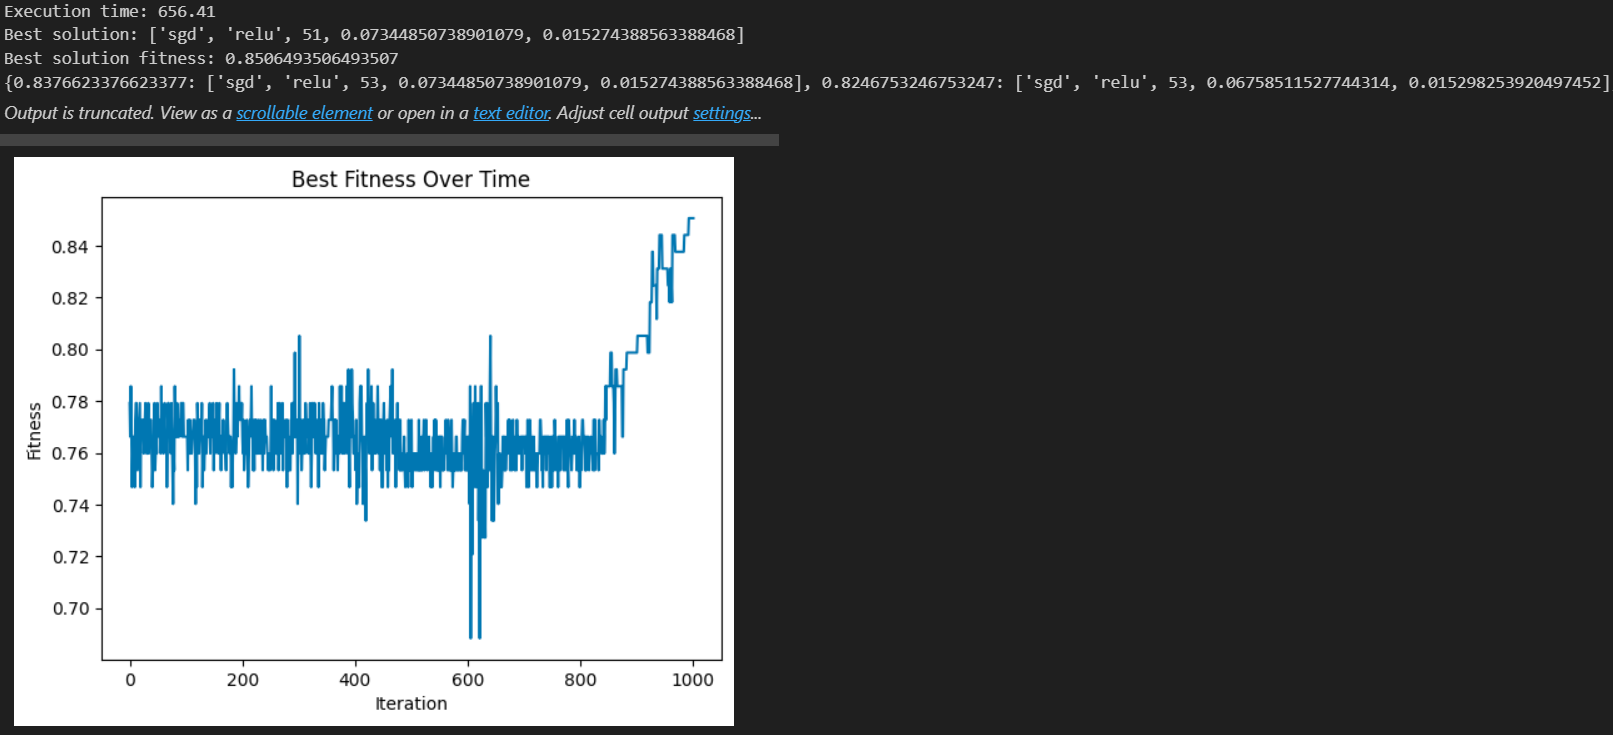 Execution time: 656.41
Best solution: ['sgd', 'relu', 51, 0.07344850738901079, 0.015274388563388468]
Best solution fitness: 0.8506493506493507
{0.8376623376623377: ['sgd', 'relu', 53, 0.07344850738901079, 0.015274388563388468], 0.8246753246753247: ['sgd', 'relu', 53, 0.06758511527744314, 0.015298253920497452]
Output is truncated. View as a scrollable element or open in a text editor. Adjust cell output settings...
Best Fitness Over Time
0.84
0.82
0.80
0.78
0.76
0.74
0.72
0.70
Fitness
0 200 400 600 800 1000
Iteration